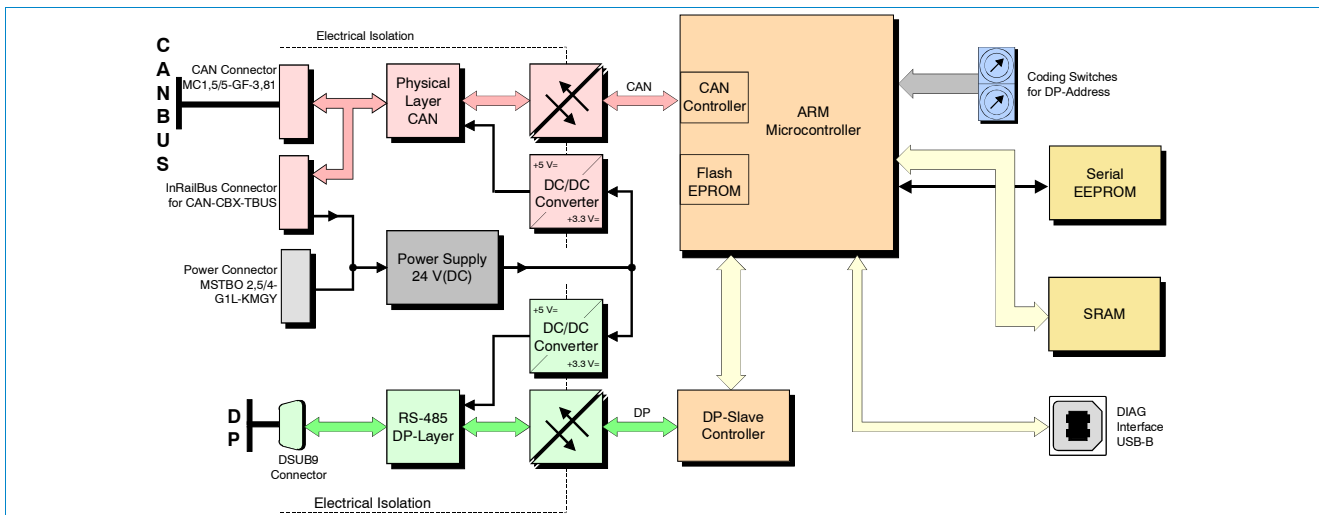 Electrical Isolation
C
A
N
B
U
S
CAN Connector
MC1,5/5-GF-3,81
Physical
Layer
CAN
CAN
CAN
Controller
ARM
Microcontroller
Coding Switches
for DP-Address
Flash
EPROM
Serial
EEPROM
InRailBus Connector
for CAN-CBX-TBUS
+5 V=
DC/DC
Converter
+3.3 V=
Power Connector
MSTBO 2,5/4-
G1L-KMGY
Power Supply
24 V(DC)
+5 V=
DC/DC
Converter
+3.3 V=
SRAM
D
P
DSUB9
Connector
RS-485
DP-Layer
DP
DP-Slave
Controller
DIAG
Interface
USB-B
Electrical Isolation